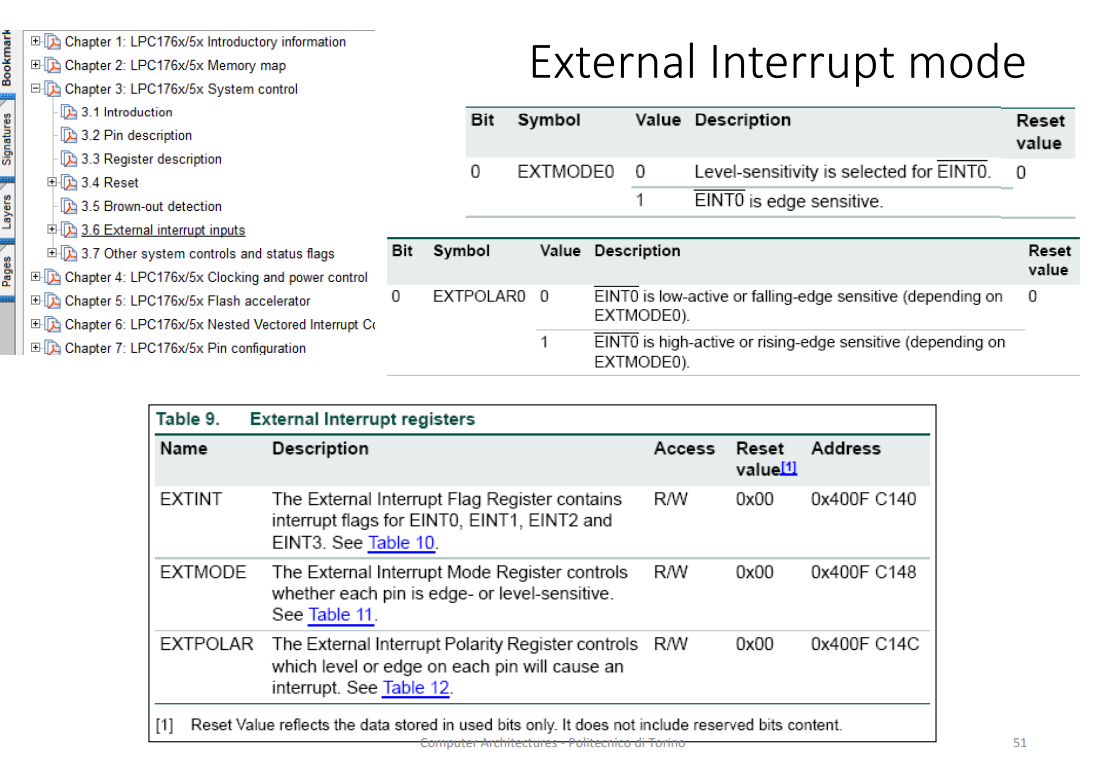 Bookmark
Signatures
Layers
Pages
Chapter 1: LPC176x/5x Introductory information
Chapter 2: LPC176x/5x Memory map
Chapter 3: LPC176x/5x System control
3.1 Introduction
3.2 Pin description
3.3 Register description
3.4 Reset
3.5 Brown-out detection
3.6 External interrupt inputs
3.7 Other system controls and status flags
Chapter 4: LPC176x/5x Clocking and power control
Chapter 5: LPC176x/5x Flash accelerator
Chapter 6: LPC176x/5x Nested Vectored Interrupt Co
Chapter 7: LPC176x/5x Pin configuration
External Interrupt mode
Bit Symbol Value Description Reset
value
0 EXTMODE0 0 Level-sensitivity is selected for EINT0. 0
1 EINT0 is edge sensitive.
Bit Symbol Value Description Reset
value
0 EXTPOLAR0 0 EINT0 is low-active or falling-edge sensitive (depending on 0
EXTMODE0).
1 EINT0 is high-active or rising-edge sensitive (depending on
EXTMODE0).
Table 9. External Interrupt registers
Name Description Access Reset Address
value[1]
EXTINT The External Interrupt Flag Register contains R/W 0x00 0x400F C140
interrupt flags for EINT0, EINT1, EINT2 and
EINT3. See Table 10.
EXTMODE The External Interrupt Mode Register controls R/W 0x00 0x400F C148
whether each pin is edge- or level-sensitive.
See Table 11.
EXTPOLAR The External Interrupt Polarity Register controls R/W 0x00 0x400F C14C
which level or edge on each pin will cause an
interrupt. See Table 12.
[1] Reset Value reflects the data stored in used bits only. It does not include reserved bits content.
Computer Architectures - Politecnico di Torino
51